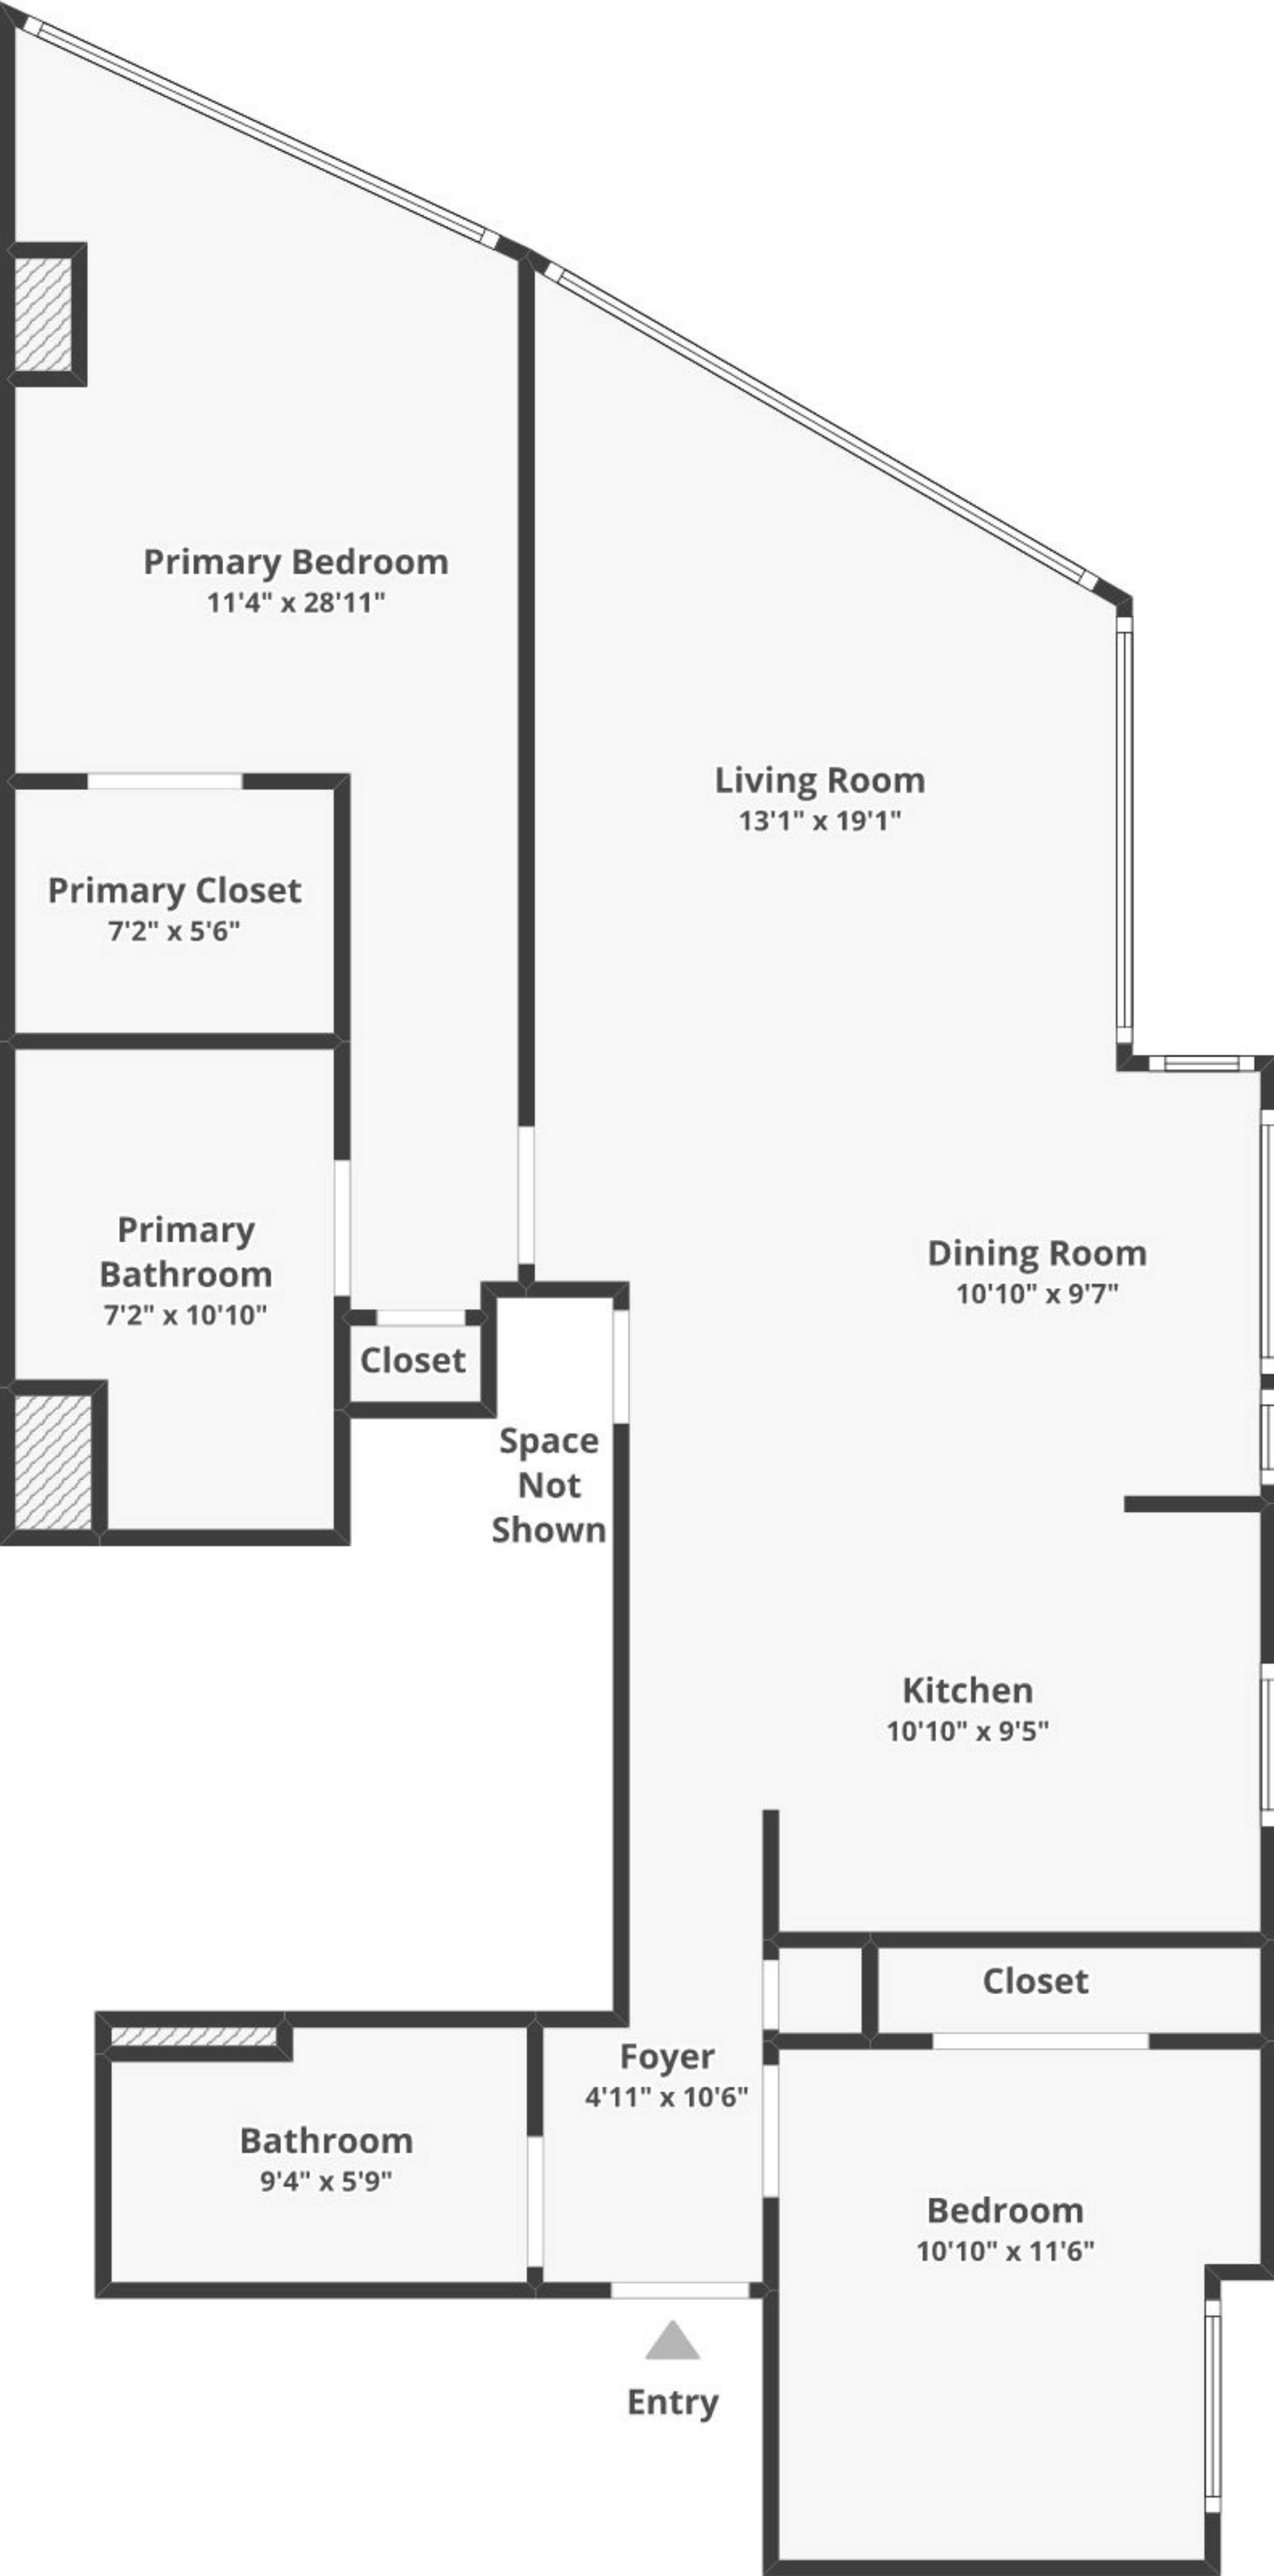 Primary Bedroom
11'4" x 28'11"
Living Room
13'1" x 19'1"
Primary Closet
7'2" x 5'6"
Primary
Bathroom
7'2" x 10'10"
Dining Room
10'10" x 9'7"
Closet
Space
Not
Shown
Kitchen
10'10" x 9'5"
Closet
Foyer
4'11" x 10'6"
Bathroom
9'4" x 5'9"
Bedroom
10'10" x 11'6"
Entry